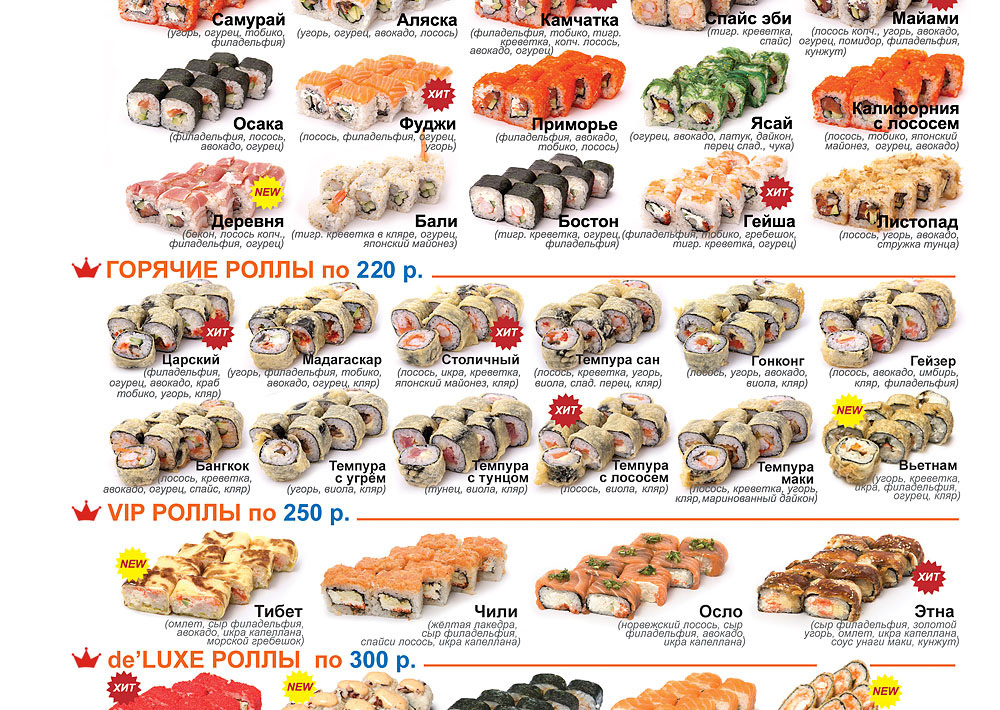 Самурай
(угорь, огурец, тобико,
филадельфия)
Аляска
(угорь, огурец, авокадо, лосось)
Камчатка
(филадельфия, тобико, тигр.
креветка, копч. лосось,
авокадо, огурец)
Спайс эби
(тигр. креветка,
спайс)
Майами
(лосось копч., угорь, авокадо,
огурец, помидор, филадельфия,
кунжут)
Осака
(филадельфия, лосось,
авокадо, огурец)
ХИТ
Фуджи
(лосось, филадельфия, огурец,
угорь)
Приморье
(филадельфия, авокадо,
тобико, лосось)
Ясай
(огурец, авокадо, латук, дайкон,
перец слад., чука)
Калифорния
с лососем
(лосось, тобико, японский
майонез, огурец, авокадо)
NEW
Деревня
(бекон, лосось копч.,
филадельфия, огурец)
Бали
(тигр. креветка в кляре, огурец,
японский майонез)
Бостон
(тигр. креветка, огурец,
филадельфия)
ХИТ
Гейша
(филадельфия, тобико, гребешок,
тигр. креветка, огурец)
Листопад
(лосось, угорь, авокадо,
стружка тунца)
ГОРЯЧИЕ РОЛЛЫ по 220 р.
ХИТ
Царский
(филадельфия,
огурец, авокадо, краб
тобико, угорь, кляр)
Мадагаскар
(угорь, филадельфия, тобико,
авокадо, огурец, кляр)
ХИТ
Столичный
(лосось, икра, креветка,
японский майонез, кляр)
Темпура сан
(лосось, креветка, угорь,
виола, слад. перец, кляр)
Гонконг
(лосось, угорь, авокадо,
виола, кляр)
Гейзер
(лосось, авокадо, имбирь,
кляр, филадельфия)
Бангкок
(лосось, креветка,
авокадо, огурец, спайс, кляр)
Темпура
с угрём
(угорь, виола, кляр)
Темпура
с тунцом
(тунец, виола, кляр)
ХИТ
Темпура
с лососем
(лосось, виола, кляр)
Темпура
маки
(лосось, креветка, угорь,
кляр, маринованный дайкон)
NEW
Вьетнам
(угорь, креветка,
икра, филадельфия,
огурец, кляр)
VIP РОЛЛЫ по 250 р.
NEW
Тибет
(омлет, сыр филадельфия,
авокадо, икра капеллана,
морской гребешок)
Чили
(жёлтая лакедра,
сыр филадельфия,
спайси лосось, икра капеллана)
Осло
(норвежский лосось, сыр
филадельфия, авокадо,
икра капеллана)
ХИТ
Этна
(сыр филадельфия, золотой
угорь, омлет, икра капеллана,
соус унаги маки, кунжут)
de'LUXE РОЛЛЫ по 300 р.
ХИТ
NEW
NEW